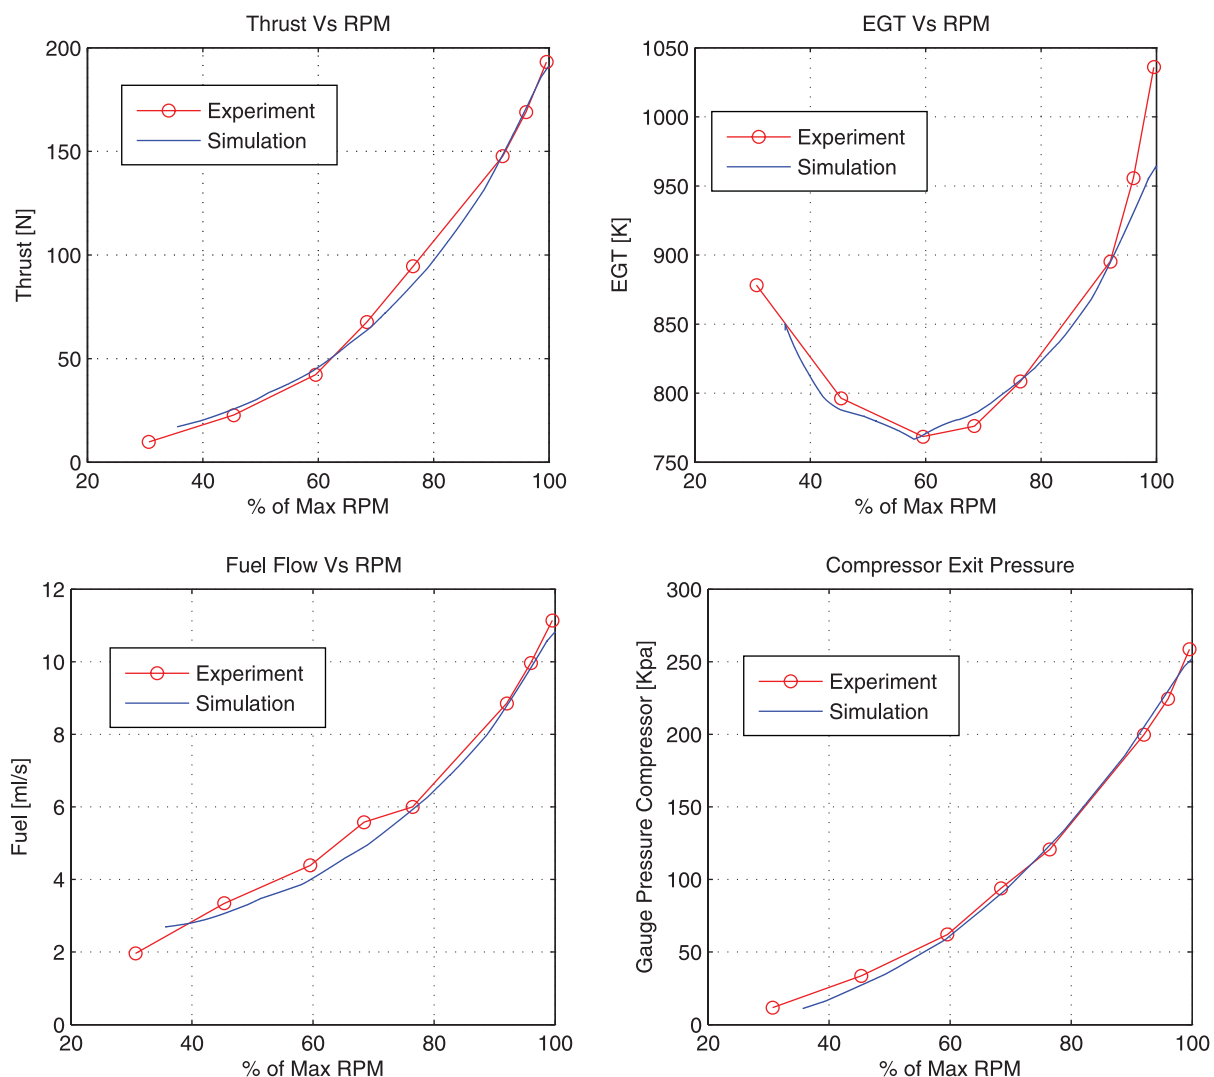 Thrust Vs RPM
200
150
100
50
0
20 40 60 80 100
Thrust [N]
% of Max RPM
Experiment
Simulation
EGT Vs RPM
1050
1000
950
900
850
800
750
20 40 60 80 100
EGT [K]
% of Max RPM
Experiment
Simulation
Fuel Flow Vs RPM
12
10
8
6
4
2
0
20 40 60 80 100
Fuel [ml/s]
% of Max RPM
Experiment
Simulation
Compressor Exit Pressure
300
250
200
150
100
50
0
20 40 60 80 100
Gauge Pressure Compressor [Kpa]
% of Max RPM
Experiment
Simulation